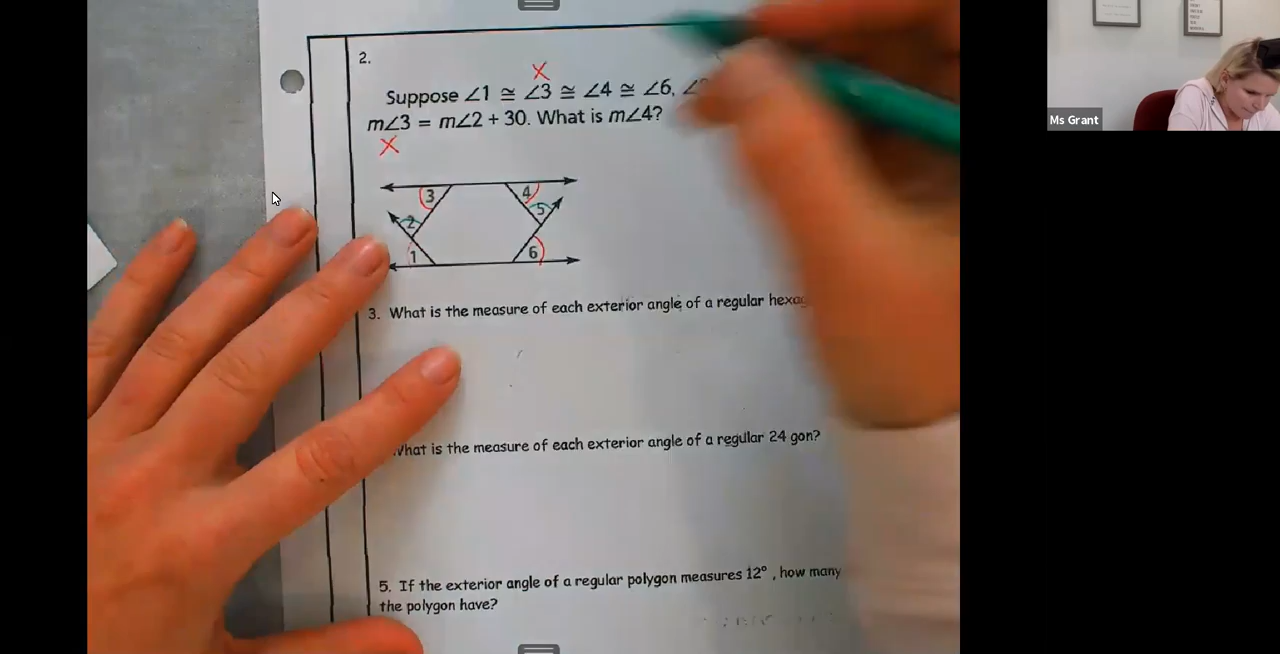 2.
X
Suppose ∠1 ≅ ∠3 ≅ ∠4 ≅ ∠6,
m∠3 = m∠2 + 30. What is m∠4?
X
3 4
2 5
1 6
3. What is the measure of each exterior angle of a regular
What is the measure of each exterior angle of a regular 24 gon?
5. If the exterior angle of a regular polygon measures 12°, how many
the polygon have?
Ms Grant